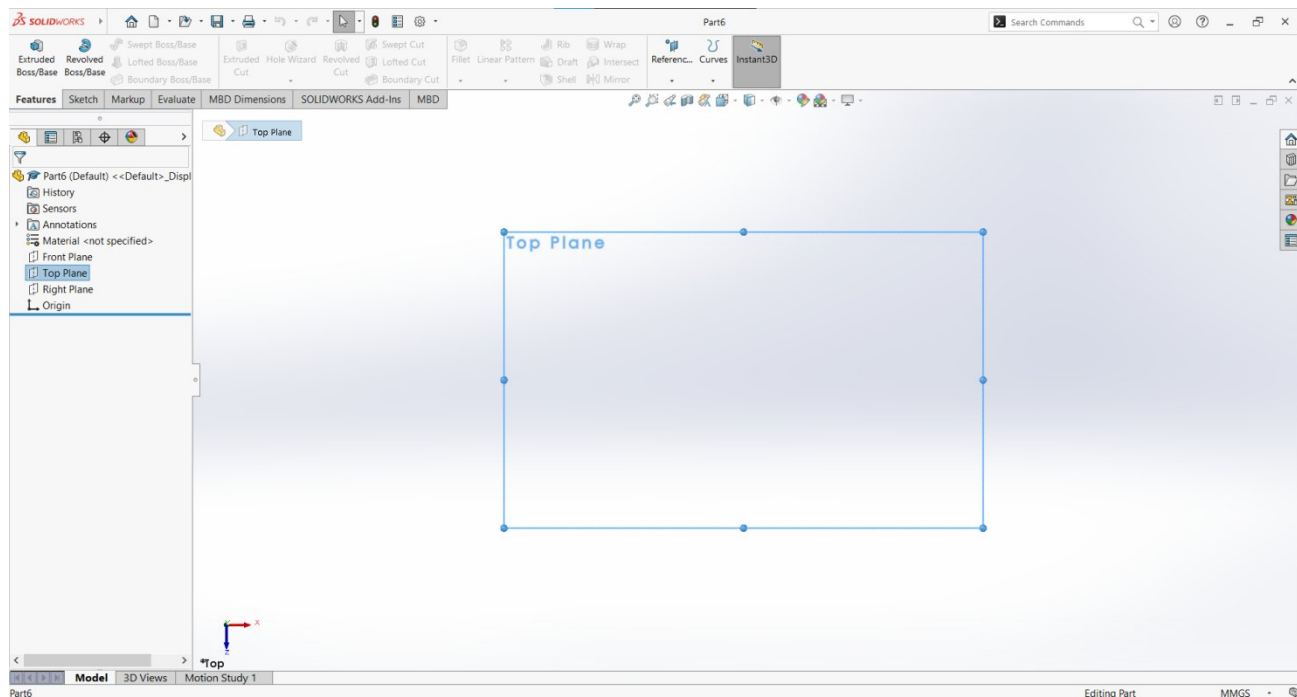 SOLIDWORKS
Part6
Search Commands
Extruded Boss/Base
Revolved Boss/Base
Swept Boss/Base
Lofted Boss/Base
Boundary Boss/Base
Extruded Cut
Hole Wizard
Revolved Cut
Swept Cut
Lofted Cut
Boundary Cut
Fillet
Linear Pattern
Rib
Draft
Shell
Wrap
Intersect
Mirror
Referenc...
Curves
Instant3D
Features
Sketch
Markup
Evaluate
MBD Dimensions
SOLIDWORKS Add-Ins
MBD
Top Plane
Part6 (Default) <<Default>_Displ
History
Sensors
Annotations
Material <not specified>
Front Plane
Top Plane
Right Plane
Origin
Top Plane
X
Z
*Top
Model
3D Views
Motion Study 1
Part6
Editing Part
MMGS